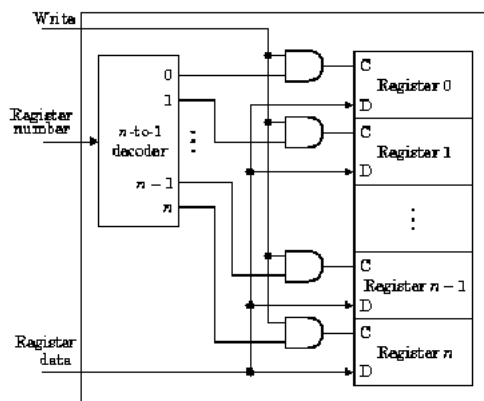 Write
0
C
Register 0
1
D
Register
number
n-to-1
decoder
C
Register 1
D
n − 1
n
C
Register n − 1
D
C
Register
data
Register n
D